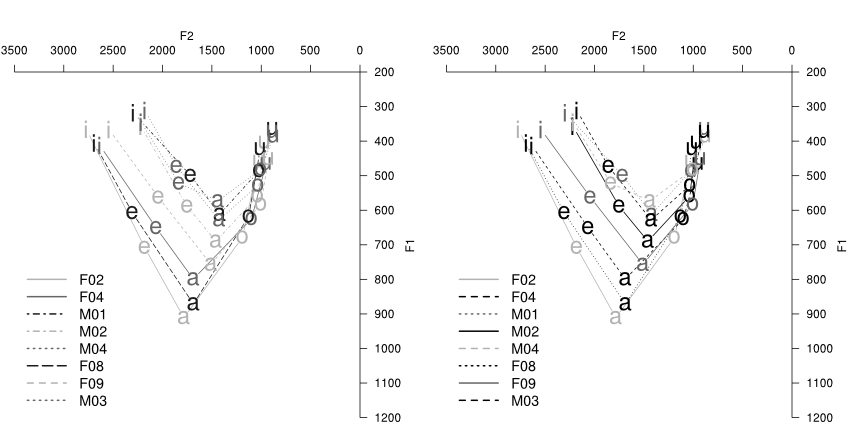 F2
3500 3000 2500 2000 1500 1000 500 0
200
300
400
500
600
700
800
900
1000
1100
1200
F1
i i i i i i i i
e e e e e e e e
a a a a a a a a
o o o o o o o o
u u u u
F02
F04
M01
M02
M04
F08
F09
M03
F2
3500 3000 2500 2000 1500 1000 500 0
200
300
400
500
600
700
800
900
1000
1100
1200
F1
i i i i i i i i
e e e e e e e e
a a a a a a a a
o o o o o o o o
u u u u
F02
F04
M01
M02
M04
F08
F09
M03